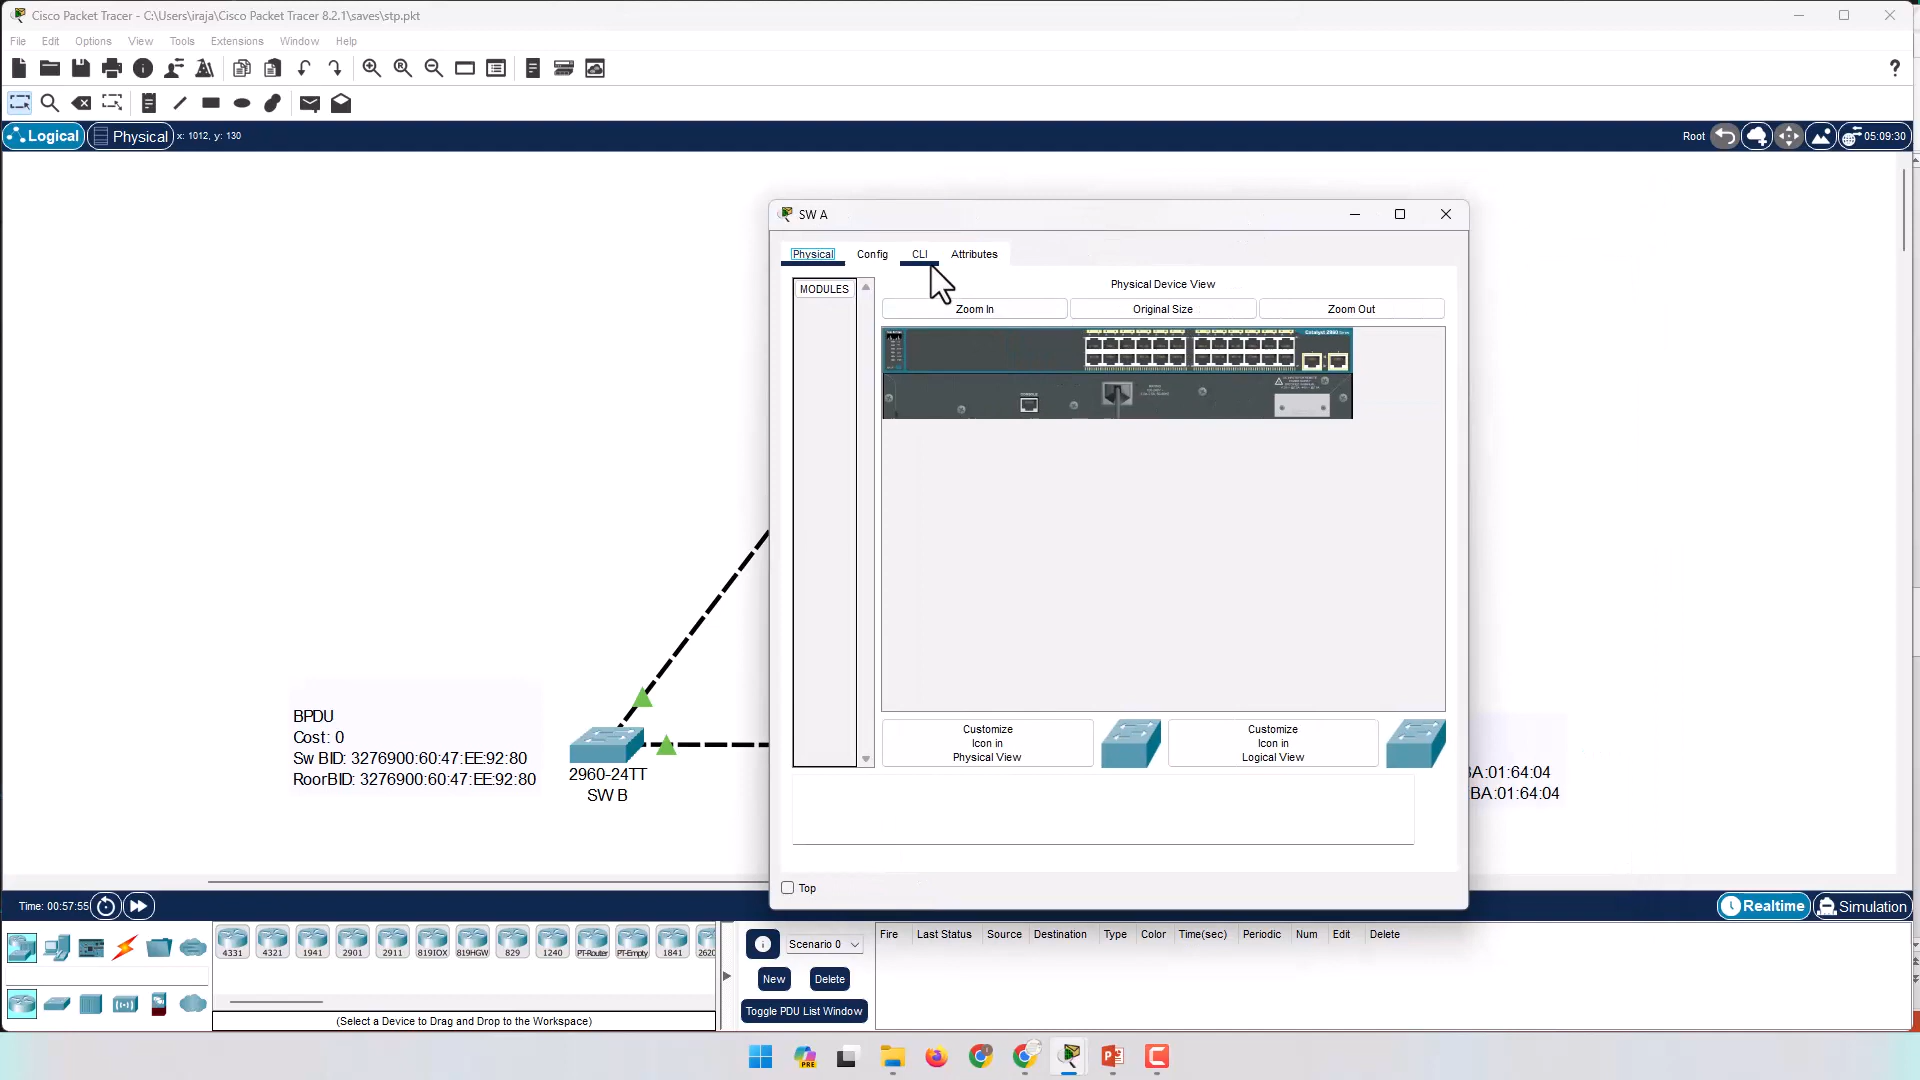 Cisco Packet Tracer - C:\Users\iraja\Cisco Packet Tracer 8.2.1\saves\stp.pkt
File Edit Options View Tools Extensions Window Help
?
Logical Physical x: 1012, y: 130 Root 05:09:30
SW A
Physical Config CLI Attributes
MODULES
Physical Device View
Zoom In Original Size Zoom Out
Catalyst 2960 Series
CONSOLE
Customize
Icon in
Physical View
Customize
Icon in
Logical View
Top
BPDU
Cost: 0
Sw BID: 3276900:60:47:EE:92:80
RoorBID: 3276900:60:47:EE:92:80
2960-24TT
SW B
BA:01:64:04
BA:01:64:04
Time: 00:57:55 Realtime Simulation
4331 4321 1941 2901 2911 819IOX 819HGW 829 1240 PT-Router PT-Empty 1841 2620
(Select a Device to Drag and Drop to the Workspace)
Scenario 0
New Delete
Toggle PDU List Window
Fire Last Status Source Destination Type Color Time(sec) Periodic Num Edit Delete
PRE